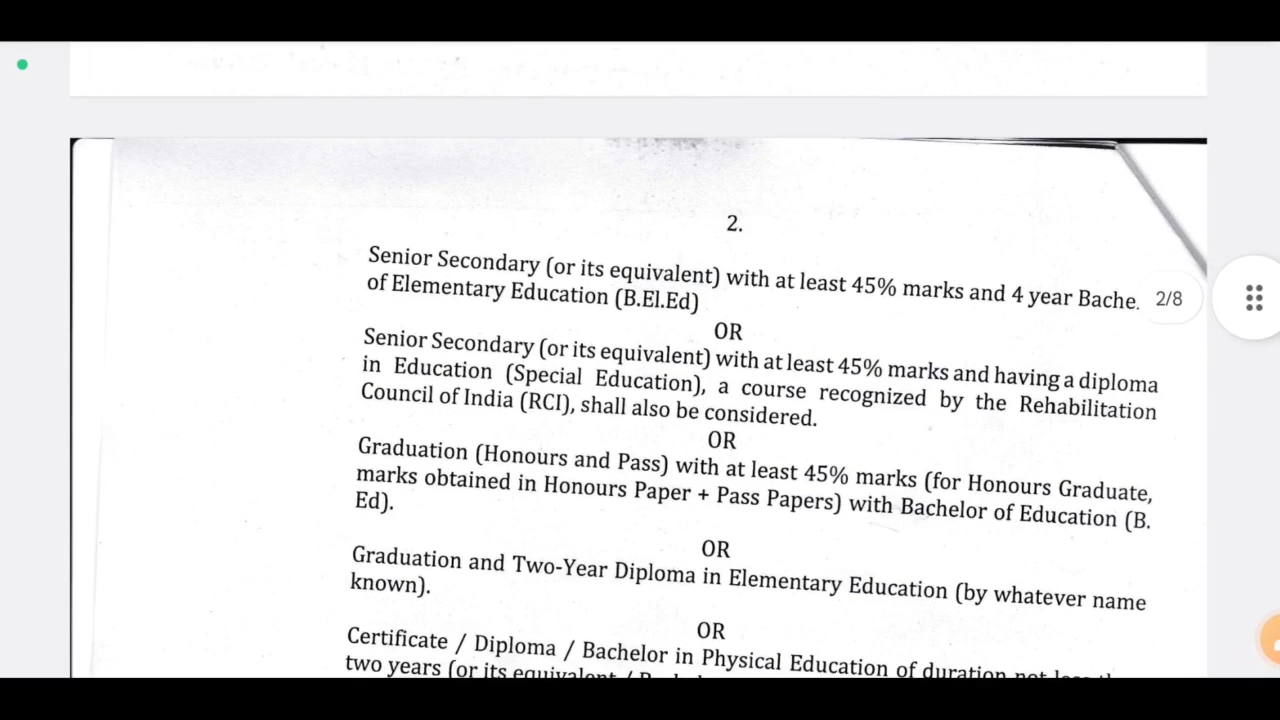 2.
Senior Secondary (or its equivalent) with at least 45% marks and 4 year Bache.
2/8
of Elementary Education (B.El.Ed)
OR
Senior Secondary (or its equivalent) with at least 45% marks and having a diploma
in Education (Special Education), a course recognized by the Rehabilitation
Council of India (RCI), shall also be considered.
OR
Graduation (Honours and Pass) with at least 45% marks (for Honours Graduate,
marks obtained in Honours Paper + Pass Papers) with Bachelor of Education (B.
Ed).
OR
Graduation and Two-Year Diploma in Elementary Education (by whatever name
known).
OR
Certificate / Diploma / Bachelor in Physical Education of duration not less
two years (or its equivalent /